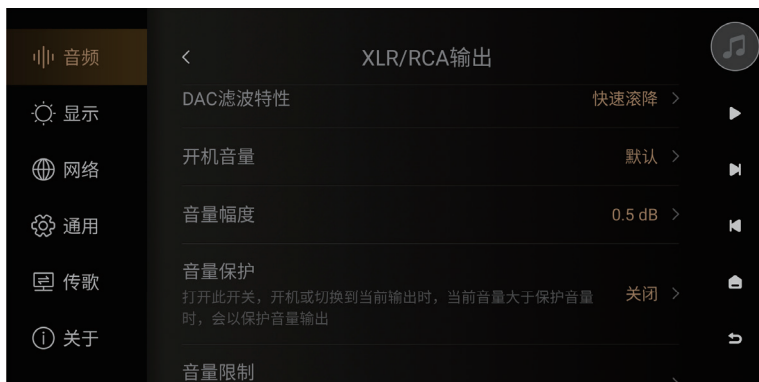 音频
显示
网络
通用
传歌
关于
XLR/RCA输出
DAC滤波特性 快速滚降
开机音量 默认
音量幅度 0.5 dB
音量保护 关闭
打开此开关，开机或切换到当前输出时，当前音量大于保护音量
时，会以保护音量输出
音量限制